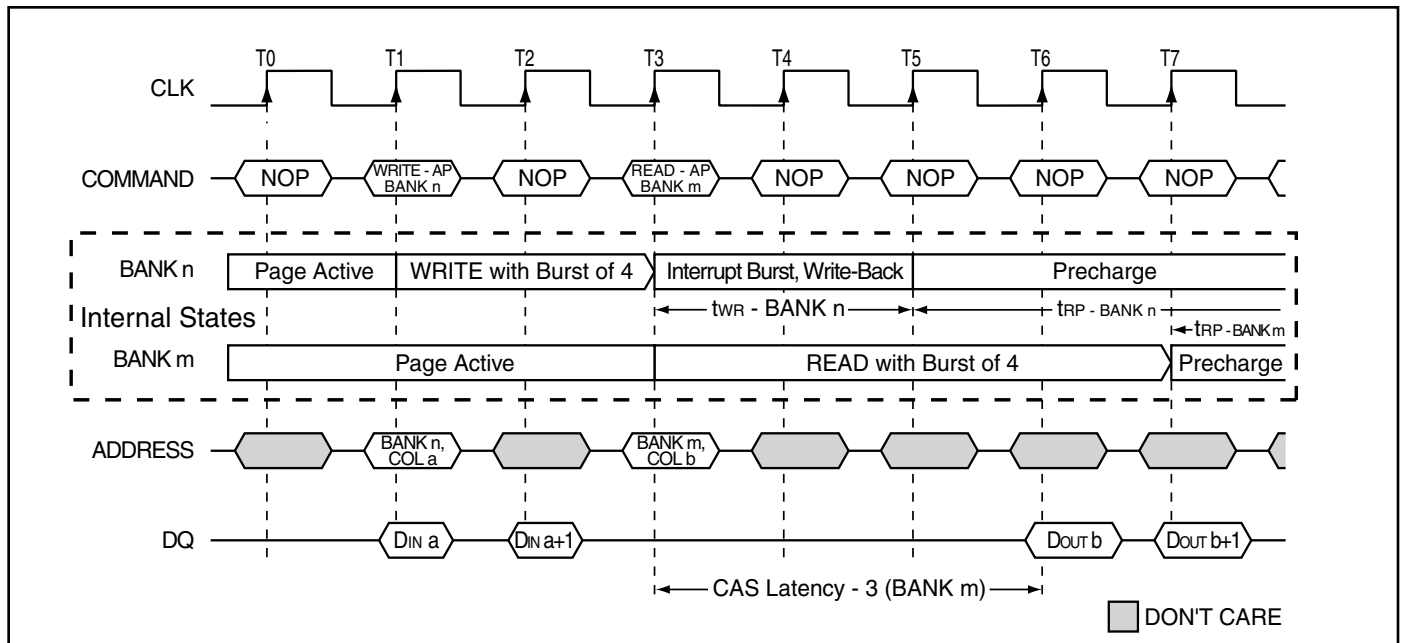 T0 T1 T2 T3 T4 T5 T6 T7
CLK
COMMAND NOP WRITE - AP BANK n NOP READ - AP BANK m NOP NOP NOP NOP
BANK n Page Active WRITE with Burst of 4 Interrupt Burst, Write-Back Precharge
tWR - BANK n tRP - BANK n
Internal States
tRP - BANK m
BANK m Page Active READ with Burst of 4 Precharge
ADDRESS BANK n, COL a BANK m, COL b
DQ DIN a DIN a+1 DOUT b DOUT b+1
CAS Latency - 3 (BANK m)
DON'T CARE